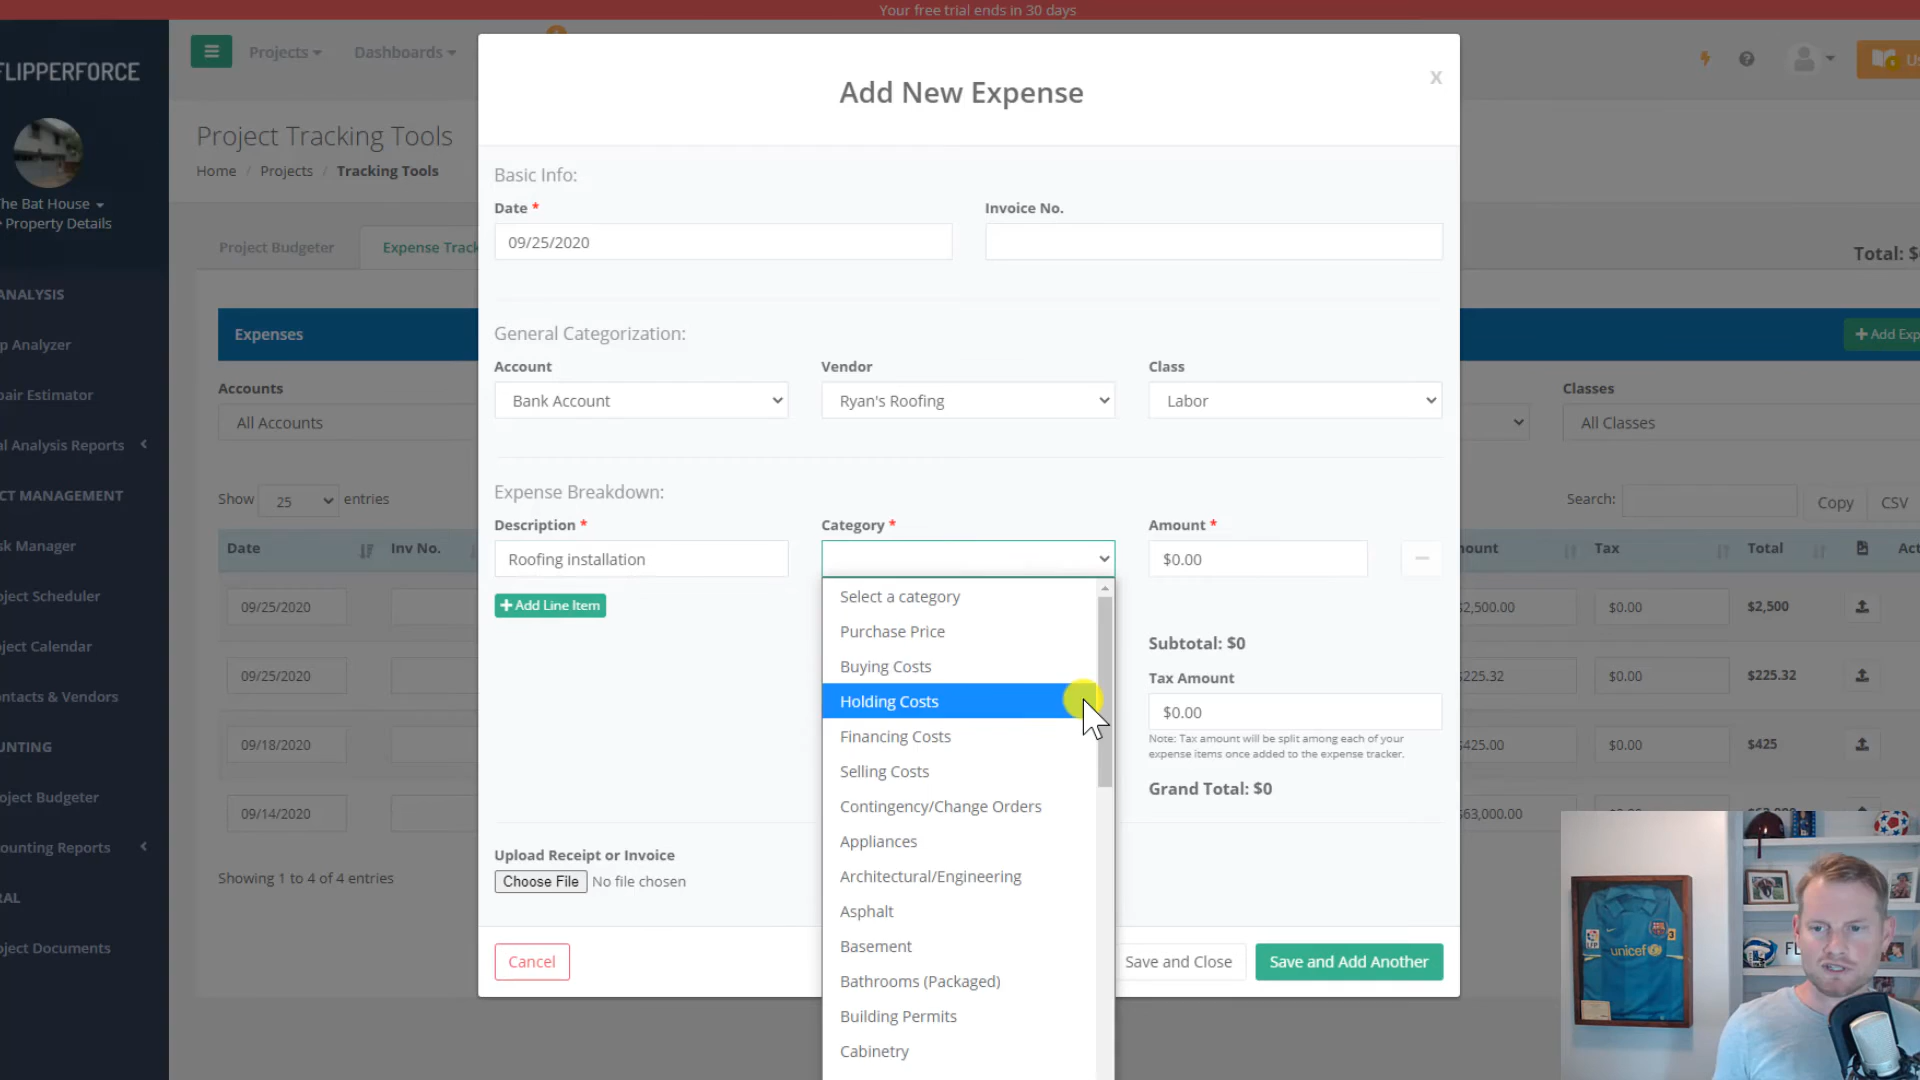 Your free trial ends in 30 days
FLIPPERFORCE
Projects
Dashboards
Project Tracking Tools
Home / Projects / Tracking Tools
The Bat House
Property Details
Project Budgeter
Expense Track
Total: $
ANALYSIS
p Analyzer
pair Estimator
al Analysis Reports
CT MANAGEMENT
sk Manager
oject Scheduler
oject Calendar
ontacts & Vendors
UNTING
oject Budgeter
ounting Reports
RAL
oject Documents
Expenses
Add Exp
Accounts
All Accounts
Classes
All Classes
Show 25 entries
Search:
Copy
CSV
Date
Inv No.
ount
Tax
Total
Act
09/25/2020
$2,500.00
$0.00
$2,500
09/25/2020
225.32
$0.00
$225.32
09/18/2020
425.00
$0.00
$425
09/14/2020
63,000.00
Showing 1 to 4 of 4 entries
Add New Expense
X
Basic Info:
Date *
09/25/2020
Invoice No.
General Categorization:
Account
Bank Account
Vendor
Ryan's Roofing
Class
Labor
Expense Breakdown:
Description *
Roofing installation
Category *
Amount *
$0.00
+ Add Line Item
Select a category
Purchase Price
Buying Costs
Holding Costs
Financing Costs
Selling Costs
Contingency/Change Orders
Appliances
Architectural/Engineering
Asphalt
Basement
Bathrooms (Packaged)
Building Permits
Cabinetry
Subtotal: $0
Tax Amount
$0.00
Note: Tax amount will be split among each of your
expense items once added to the expense tracker.
Grand Total: $0
Upload Receipt or Invoice
Choose File No file chosen
Cancel
Save and Close
Save and Add Another
unicef